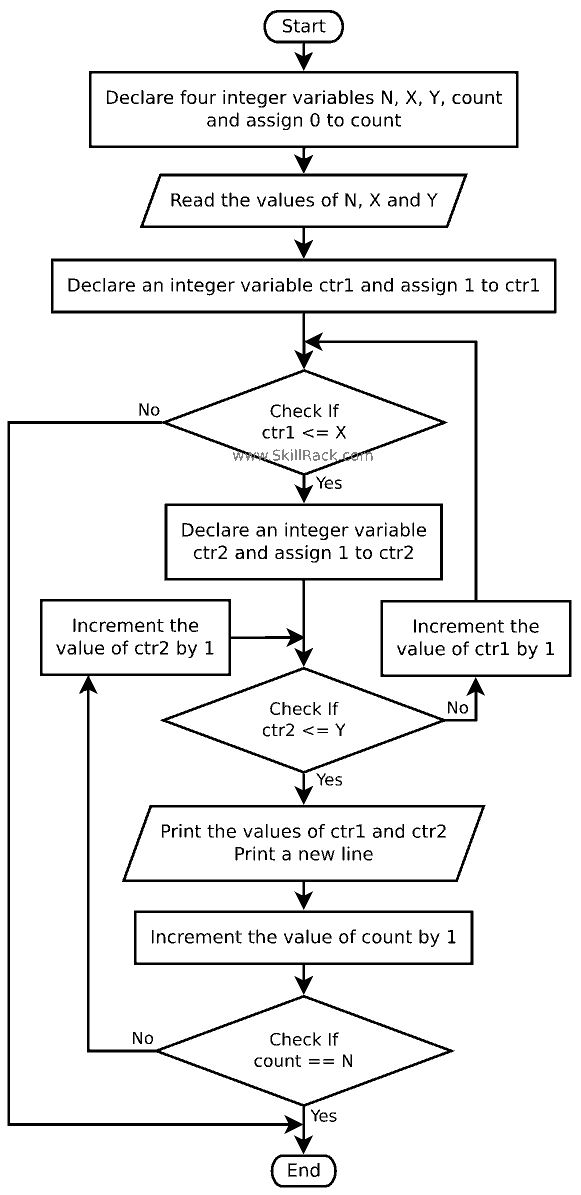 Start
Declare four integer variables N, X, Y, count
and assign 0 to count
Read the values of N, X and Y
Declare an integer variable ctr1 and assign 1 to ctr1
No
Check If
ctr1 <= X
www.SkillRack.com
Yes
Declare an integer variable
ctr2 and assign 1 to ctr2
Increment the
value of ctr2 by 1
Increment the
value of ctr1 by 1
Check If
ctr2 <= Y
No
Yes
Print the values of ctr1 and ctr2
Print a new line
Increment the value of count by 1
No
Check If
count == N
Yes
End